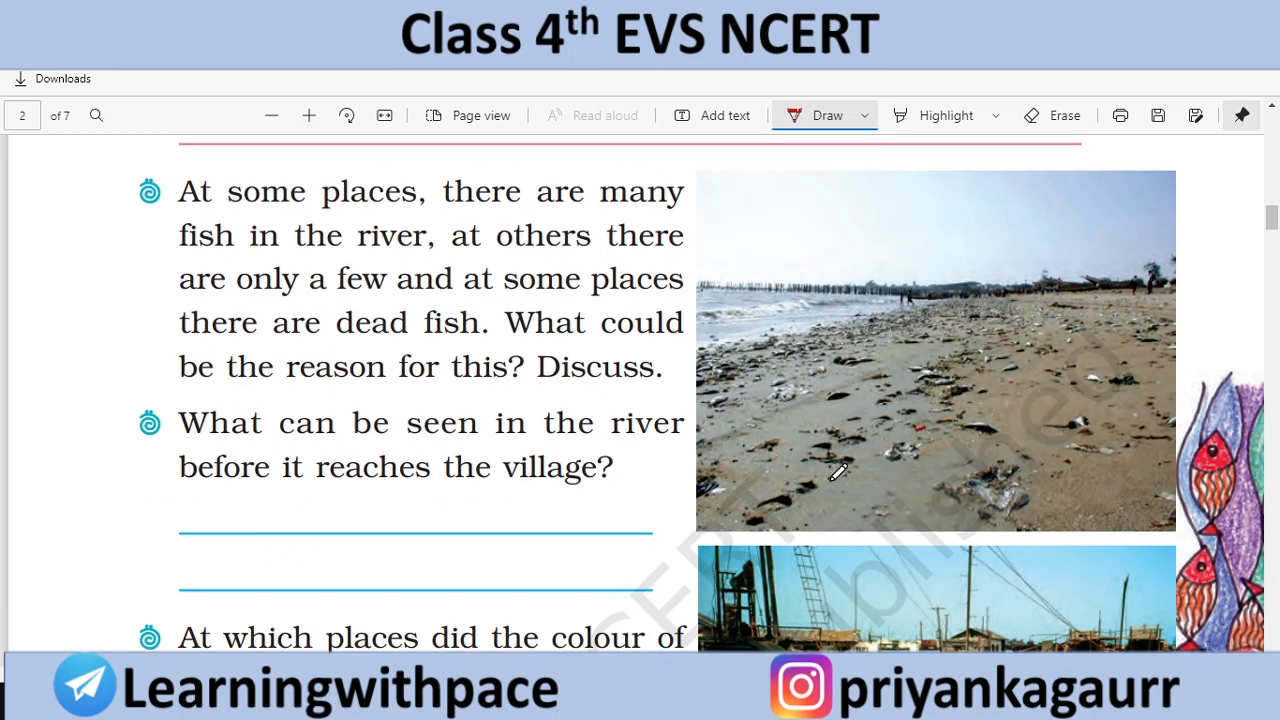 Class 4th EVS NCERT
Downloads
2 of 7 Page view Read aloud Add text Draw Highlight Erase
At some places, there are many
fish in the river, at others there
are only a few and at some places
there are dead fish. What could
be the reason for this? Discuss.
What can be seen in the river
before it reaches the village?
At which places did the colour of
Learningwithpace
priyankagaurr